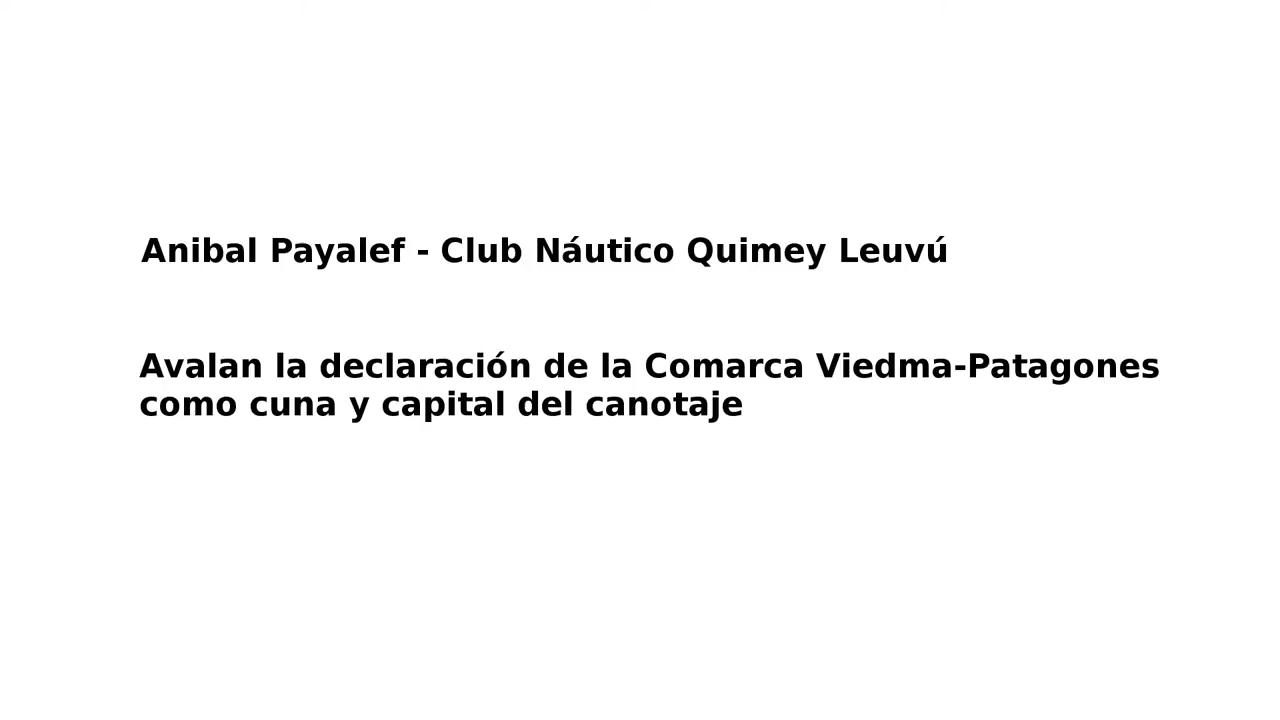 Anibal Payalef - Club Náutico Quimey Leuvú
Avalan la declaración de la Comarca Viedma-Patagones
como cuna y capital del canotaje